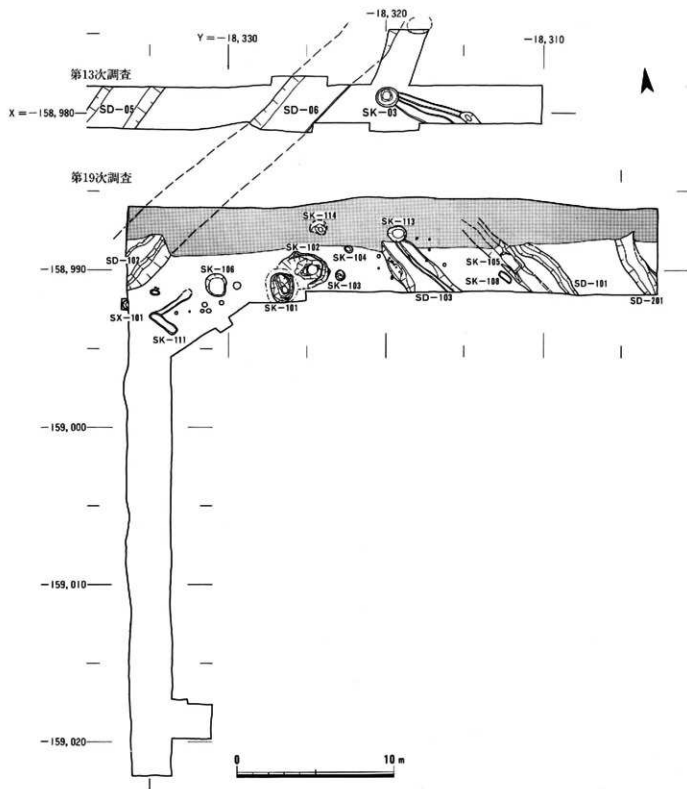 -18,320
Y=-18,330
-18,310
第13次調査
X=-158,980
SD-05
SD-06
SK-03
第19次調査
SK-114
SK-113
SK-102
SD-102
SK-104
SK-105
-158,990
SK-106
SK-103
SK-108
SD-101
SX-101
SK-101
SD-103
SD-201
SK-111
-159,000
-159,010
-159,020
0
10 m